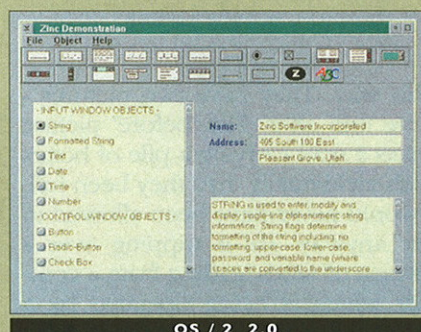 Zinc Demonstration
File Object Help
Z ABC
- INPUT WINDOW OBJECTS -
String
Formatted String
Text
Date
Time
Number
- CONTROL WINDOW OBJECTS -
Button
Radio-Button
Check Box
Name: Zinc Software Incorporated
Address: 405 South 100 East
Pleasant Grove, Utah
STRING is used to enter, modify and
display single-line alphanumeric string
information. String flags determine
formatting of the string including: no
formatting, upper-case, lower-case,
password, and variable name (where
spaces are converted to the underscore
OS / 2 2.0